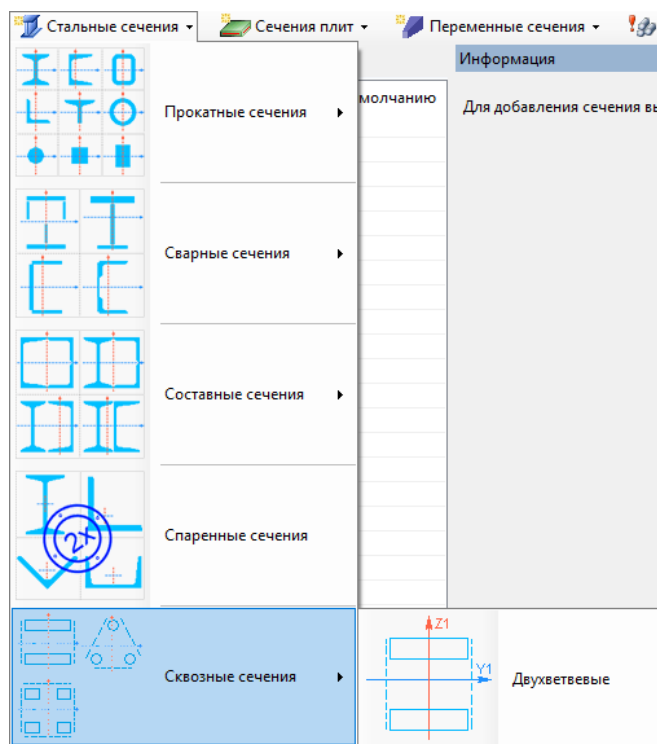 Стальные сечения
Сечения плит
Переменные сечения
Информация
молчанию
Для добавления сечения вы
Прокатные сечения
Сварные сечения
Составные сечения
2x
Спаренные сечения
Сквозные сечения
Z1
Y1
Двухветвевые